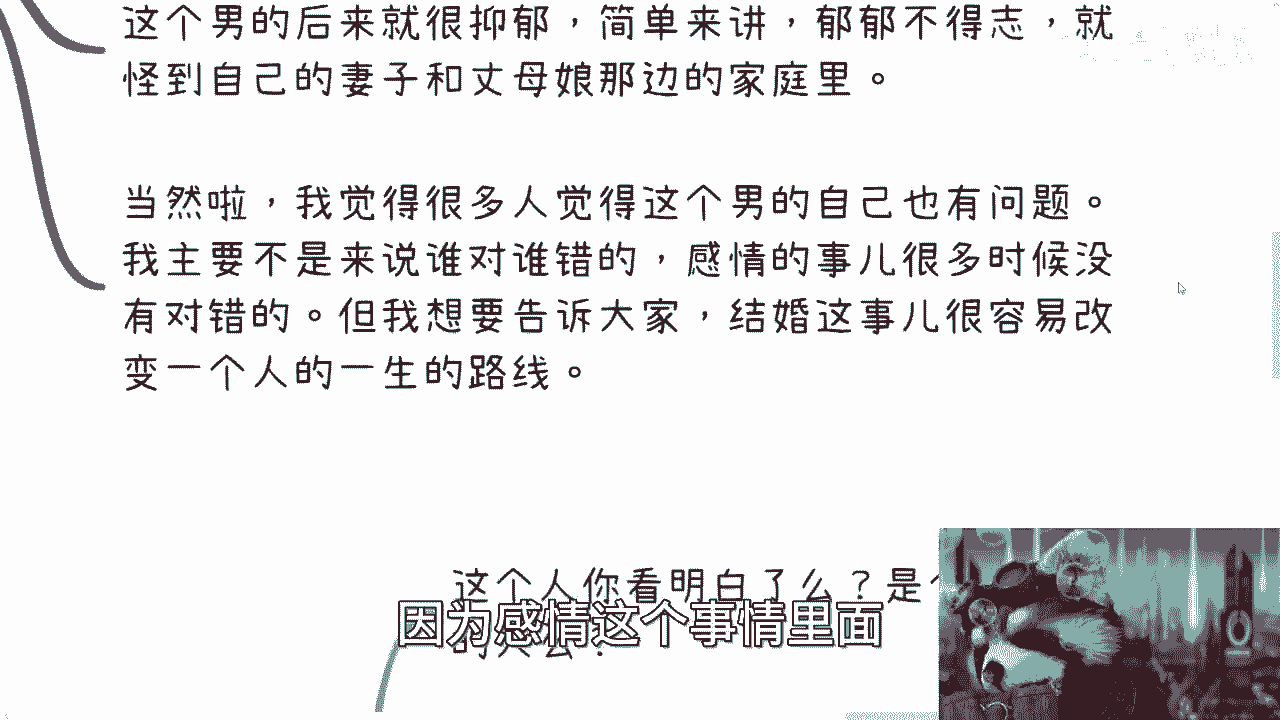 这个男的后来就很抑郁，简单来讲，郁郁不得志，就
怪到自己的妻子和丈母娘那边的家庭里。
当然啦，我觉得很多人觉得这个男的自己也有问题。
我主要不是来说谁对谁错的，感情的事儿很多时候没
有对错的。但我想要告诉大家，结婚这事儿很容易改
变一个人的一生的路线。
这个人你看明白了么？是
因为感情这个事情里面